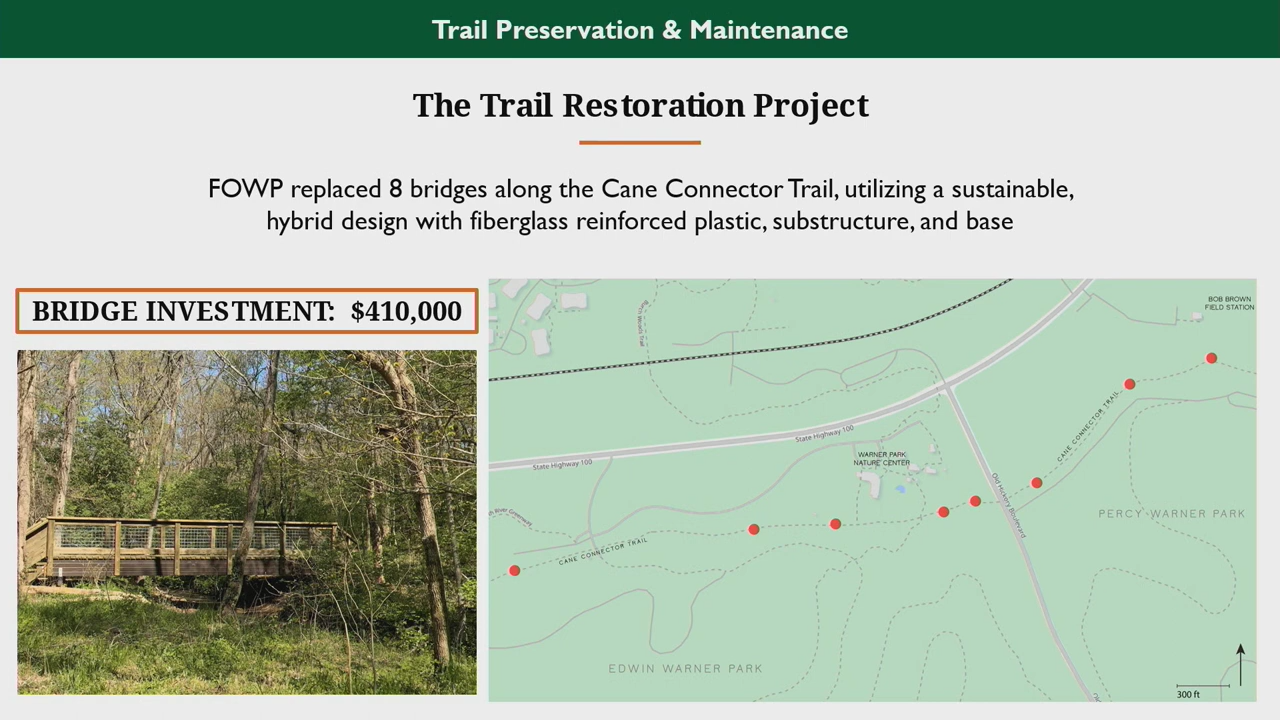 Trail Preservation & Maintenance
The Trail Restoration Project
FOWP replaced 8 bridges along the Cane Connector Trail, utilizing a sustainable,
hybrid design with fiberglass reinforced plastic, substructure, and base
BRIDGE INVESTMENT: $410,000
BOB BROWN
FIELD STATION
CANE CONNECTOR TRAIL
State Highway 100
State Highway 100
WARNER PARK
NATURE CENTER
Old Hickory Boulevard
PERCY WARNER PARK
CANE CONNECTOR TRAIL
EDWIN WARNER PARK
300 ft